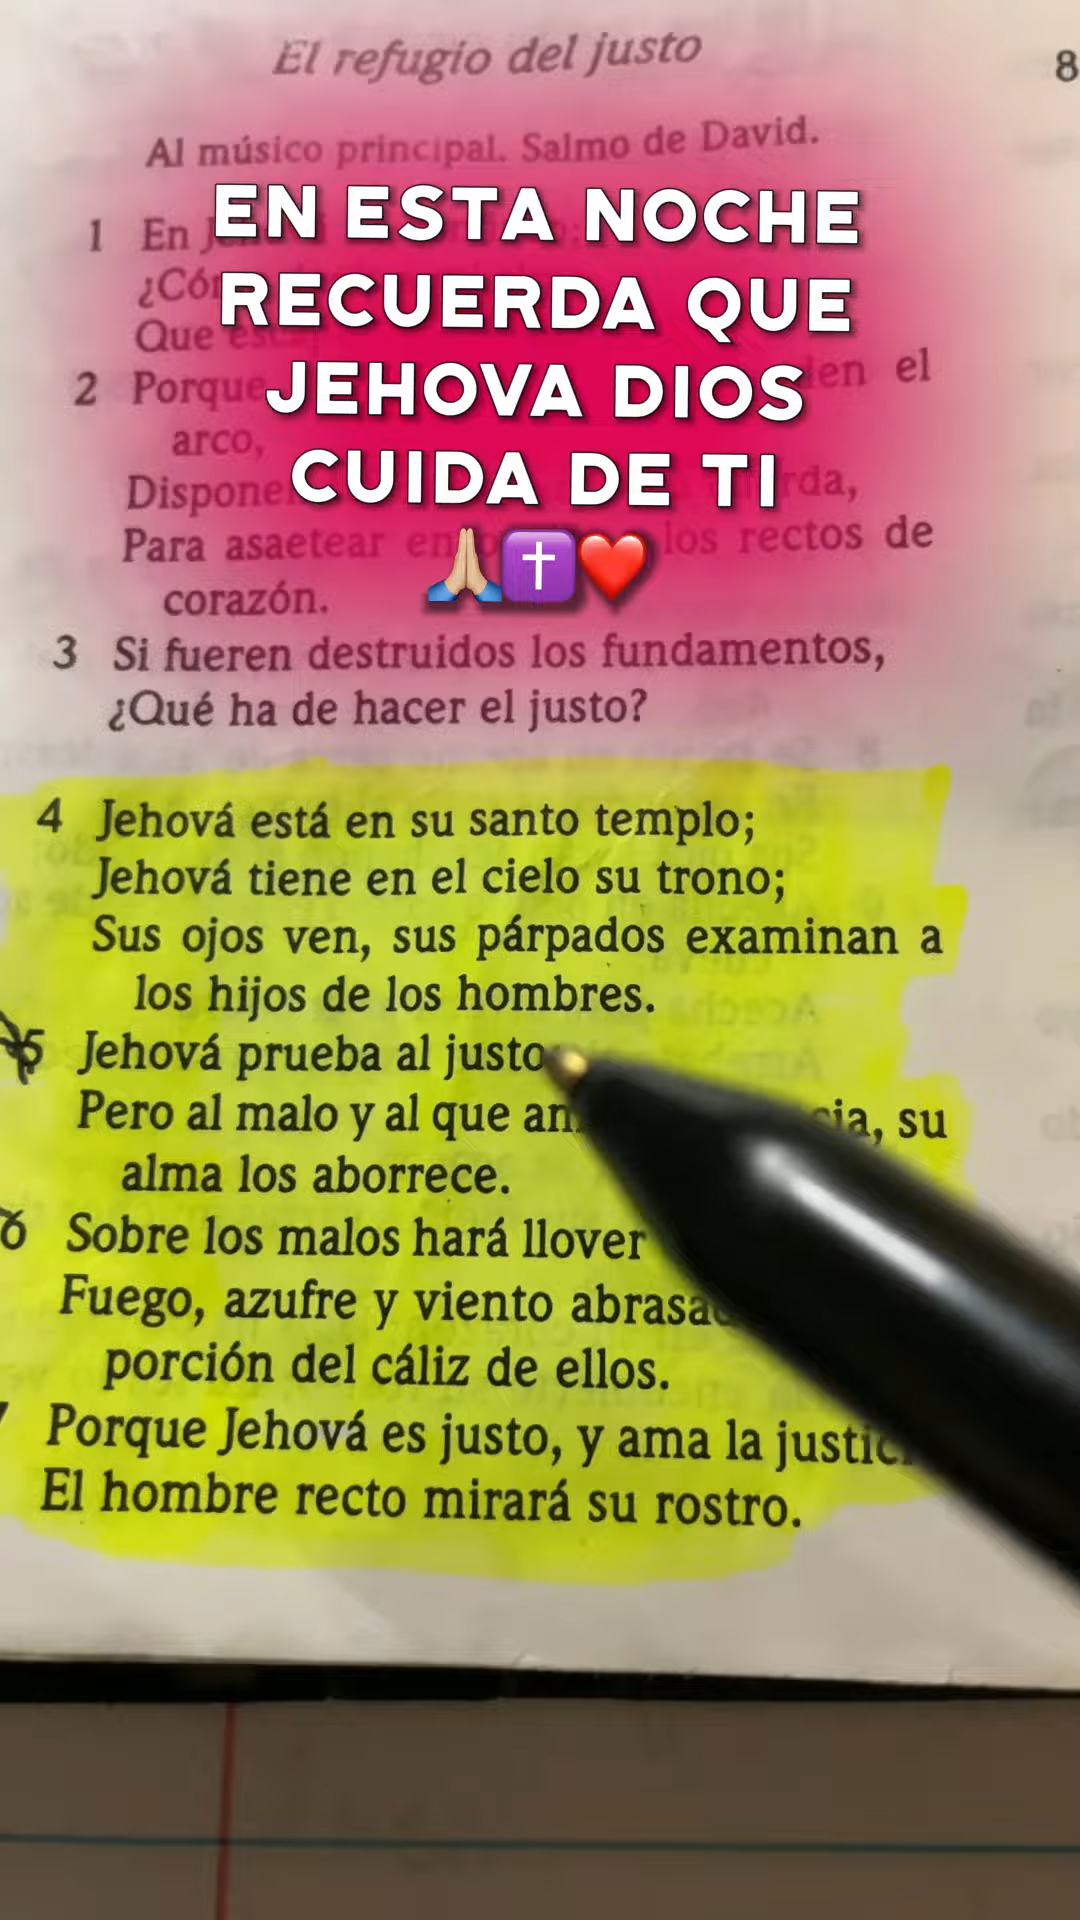 El refugio del justo
8
Al músico principal. Salmo de David.
EN ESTA NOCHE
RECUERDA QUE
JEHOVA DIOS
CUIDA DE TI
1 En
Que
2 Porque el
arco,
Para asaetear los rectos de
corazón.
3 Si fueren destruidos los fundamentos,
¿Qué ha de hacer el justo?
4 Jehová está en su santo templo;
Jehová tiene en el cielo su trono;
Sus ojos ven, sus párpados examinan a
los hijos de los hombres.
5 Jehová prueba al justo
Pero al malo y al que su
alma los aborrece.
6 Sobre los malos hará llover
Fuego, azufre y viento
porción del cáliz de ellos.
Porque Jehová es justo, y ama la
El hombre recto mirará su rostro.